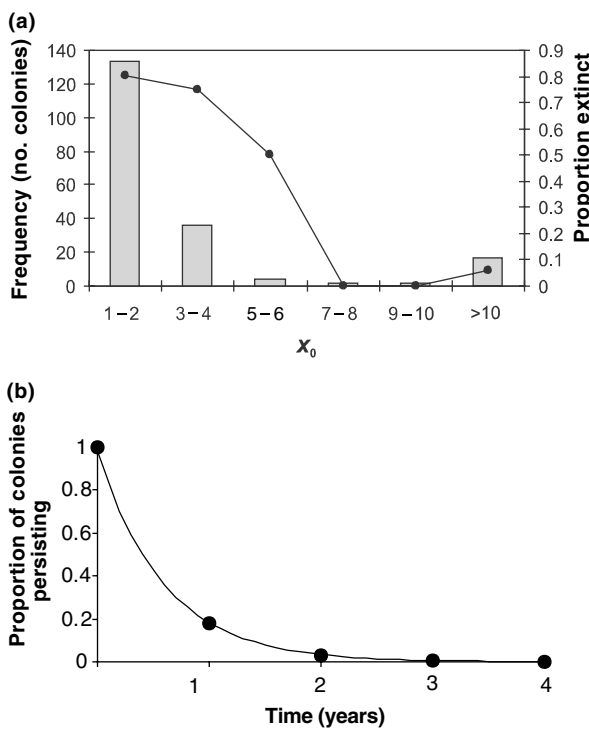 (a)
Frequency (no. colonies)
140
120
100
80
60
40
20
0
Proportion extinct
0.9
0.8
0.7
0.6
0.5
0.4
0.3
0.2
0.1
0
1–2 3–4 5–6 7–8 9–10 >10
x₀
(b)
Proportion of colonies
persisting
1
0.8
0.6
0.4
0.2
0
1 2 3 4
Time (years)